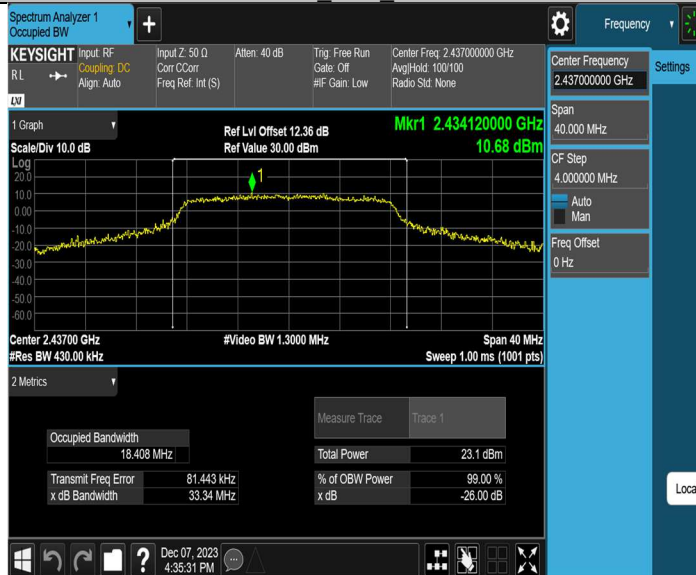 Spectrum Analyzer 1
Occupied BW
Frequency
KEYSIGHT
RL
LXI
Input: RF
Coupling: DC
Align: Auto
Input Z: 50 Ω
Corr CCorr
Freq Ref: Int (S)
Atten: 40 dB
Trig: Free Run
Gate: Off
#IF Gain: Low
Center Freq: 2.437000000 GHz
Avg|Hold: 100/100
Radio Std: None
Center Frequency
2.437000000 GHz
Settings
Span
40.000 MHz
CF Step
4.000000 MHz
Auto
Man
Freq Offset
0 Hz
1 Graph
Scale/Div 10.0 dB
Ref Lvl Offset 12.36 dB
Ref Value 30.00 dBm
Mkr1 2.434120000 GHz
10.68 dBm
Log
20.0
10.0
0.00
-10.0
-20.0
-30.0
-40.0
-50.0
-60.0
1
Center 2.43700 GHz
#Res BW 430.00 kHz
#Video BW 1.3000 MHz
Span 40 MHz
Sweep 1.00 ms (1001 pts)
2 Metrics
Measure Trace Trace 1
Occupied Bandwidth
18.408 MHz
Total Power 23.1 dBm
Transmit Freq Error 81.443 kHz
% of OBW Power 99.00 %
x dB Bandwidth 33.34 MHz
x dB -26.00 dB
Loca
?
Dec 07, 2023
4:35:31 PM